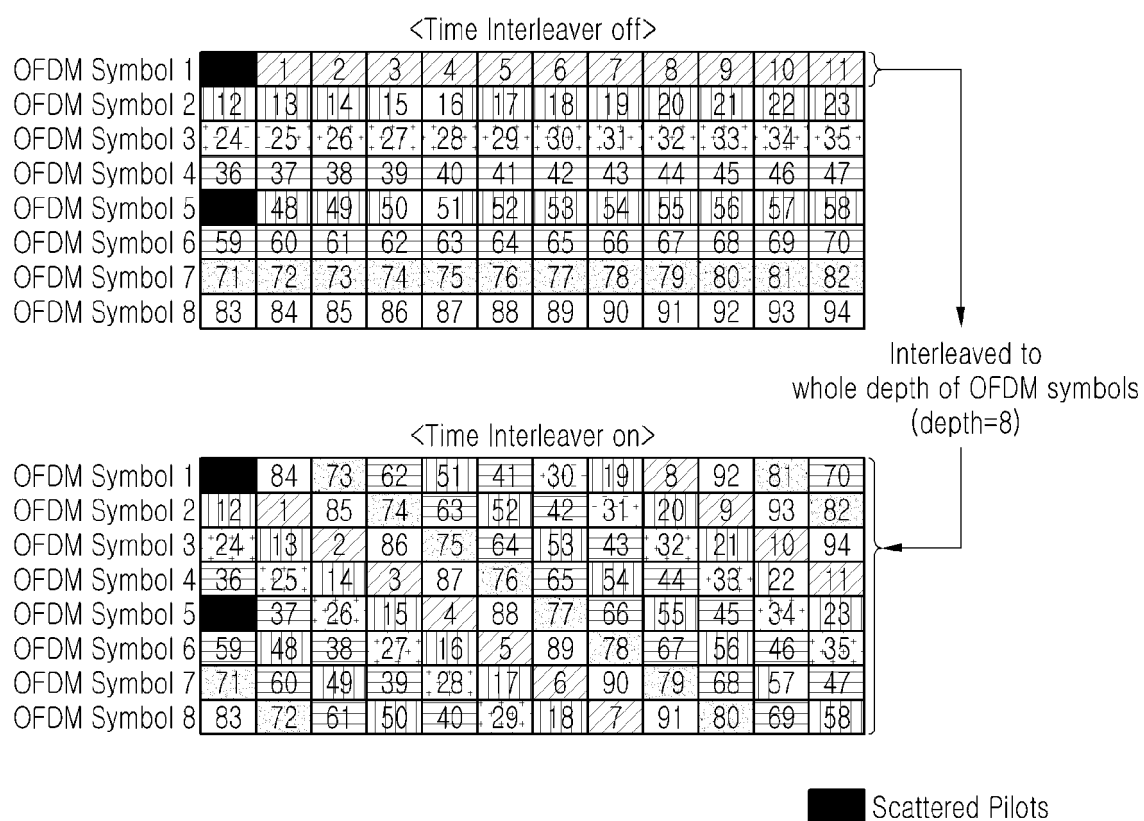 <Time Interleaver off>
OFDM Symbol 1 1 2 3 4 5 6 7 8 9 10 11
OFDM Symbol 2 12 13 14 15 16 17 18 19 20 21 22 23
OFDM Symbol 3 24 25 26 27 28 29 30 31 32 33 34 35
OFDM Symbol 4 36 37 38 39 40 41 42 43 44 45 46 47
OFDM Symbol 5 48 49 50 51 52 53 54 55 56 57 58
OFDM Symbol 6 59 60 61 62 63 64 65 66 67 68 69 70
OFDM Symbol 7 71 72 73 74 75 76 77 78 79 80 81 82
OFDM Symbol 8 83 84 85 86 87 88 89 90 91 92 93 94
Interleaved to
whole depth of OFDM symbols
(depth=8)
<Time Interleaver on>
OFDM Symbol 1 84 73 62 51 41 30 19 8 92 81 70
OFDM Symbol 2 12 1 85 74 63 52 42 31 20 9 93 82
OFDM Symbol 3 24 13 2 86 75 64 53 43 32 21 10 94
OFDM Symbol 4 36 25 14 3 87 76 65 54 44 33 22 11
OFDM Symbol 5 37 26 15 4 88 77 66 55 45 34 23
OFDM Symbol 6 59 48 38 27 16 5 89 78 67 56 46 35
OFDM Symbol 7 71 60 49 39 28 17 6 90 79 68 57 47
OFDM Symbol 8 83 72 61 50 40 29 18 7 91 80 69 58
Scattered Pilots